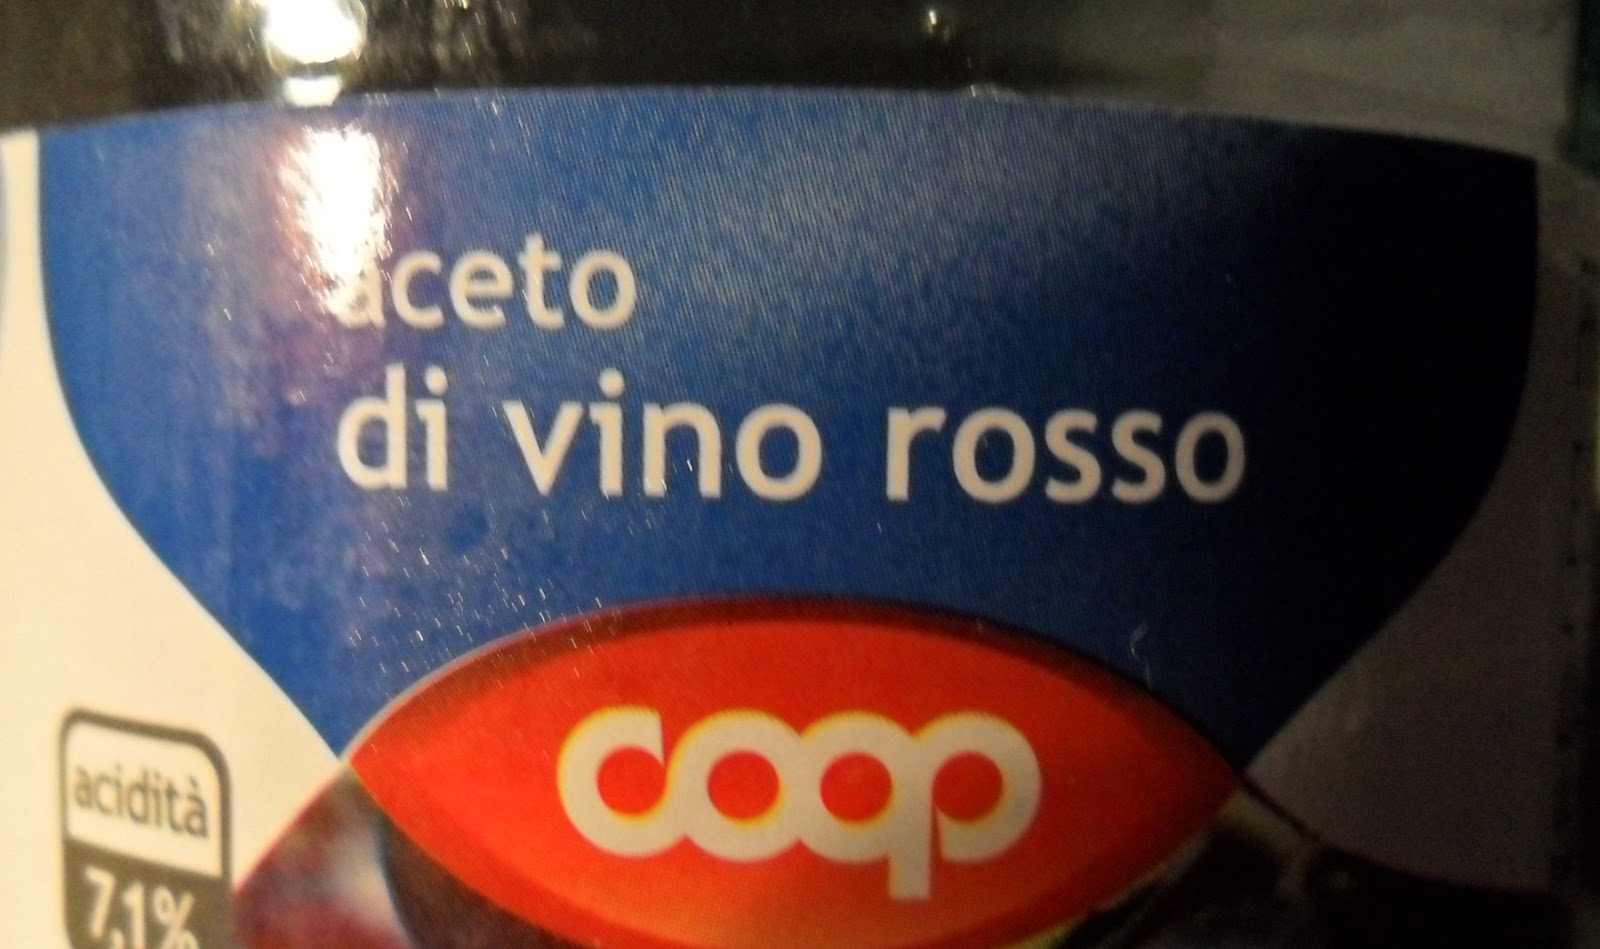 aceto
di vino rosso
coop
acidità
7,1%